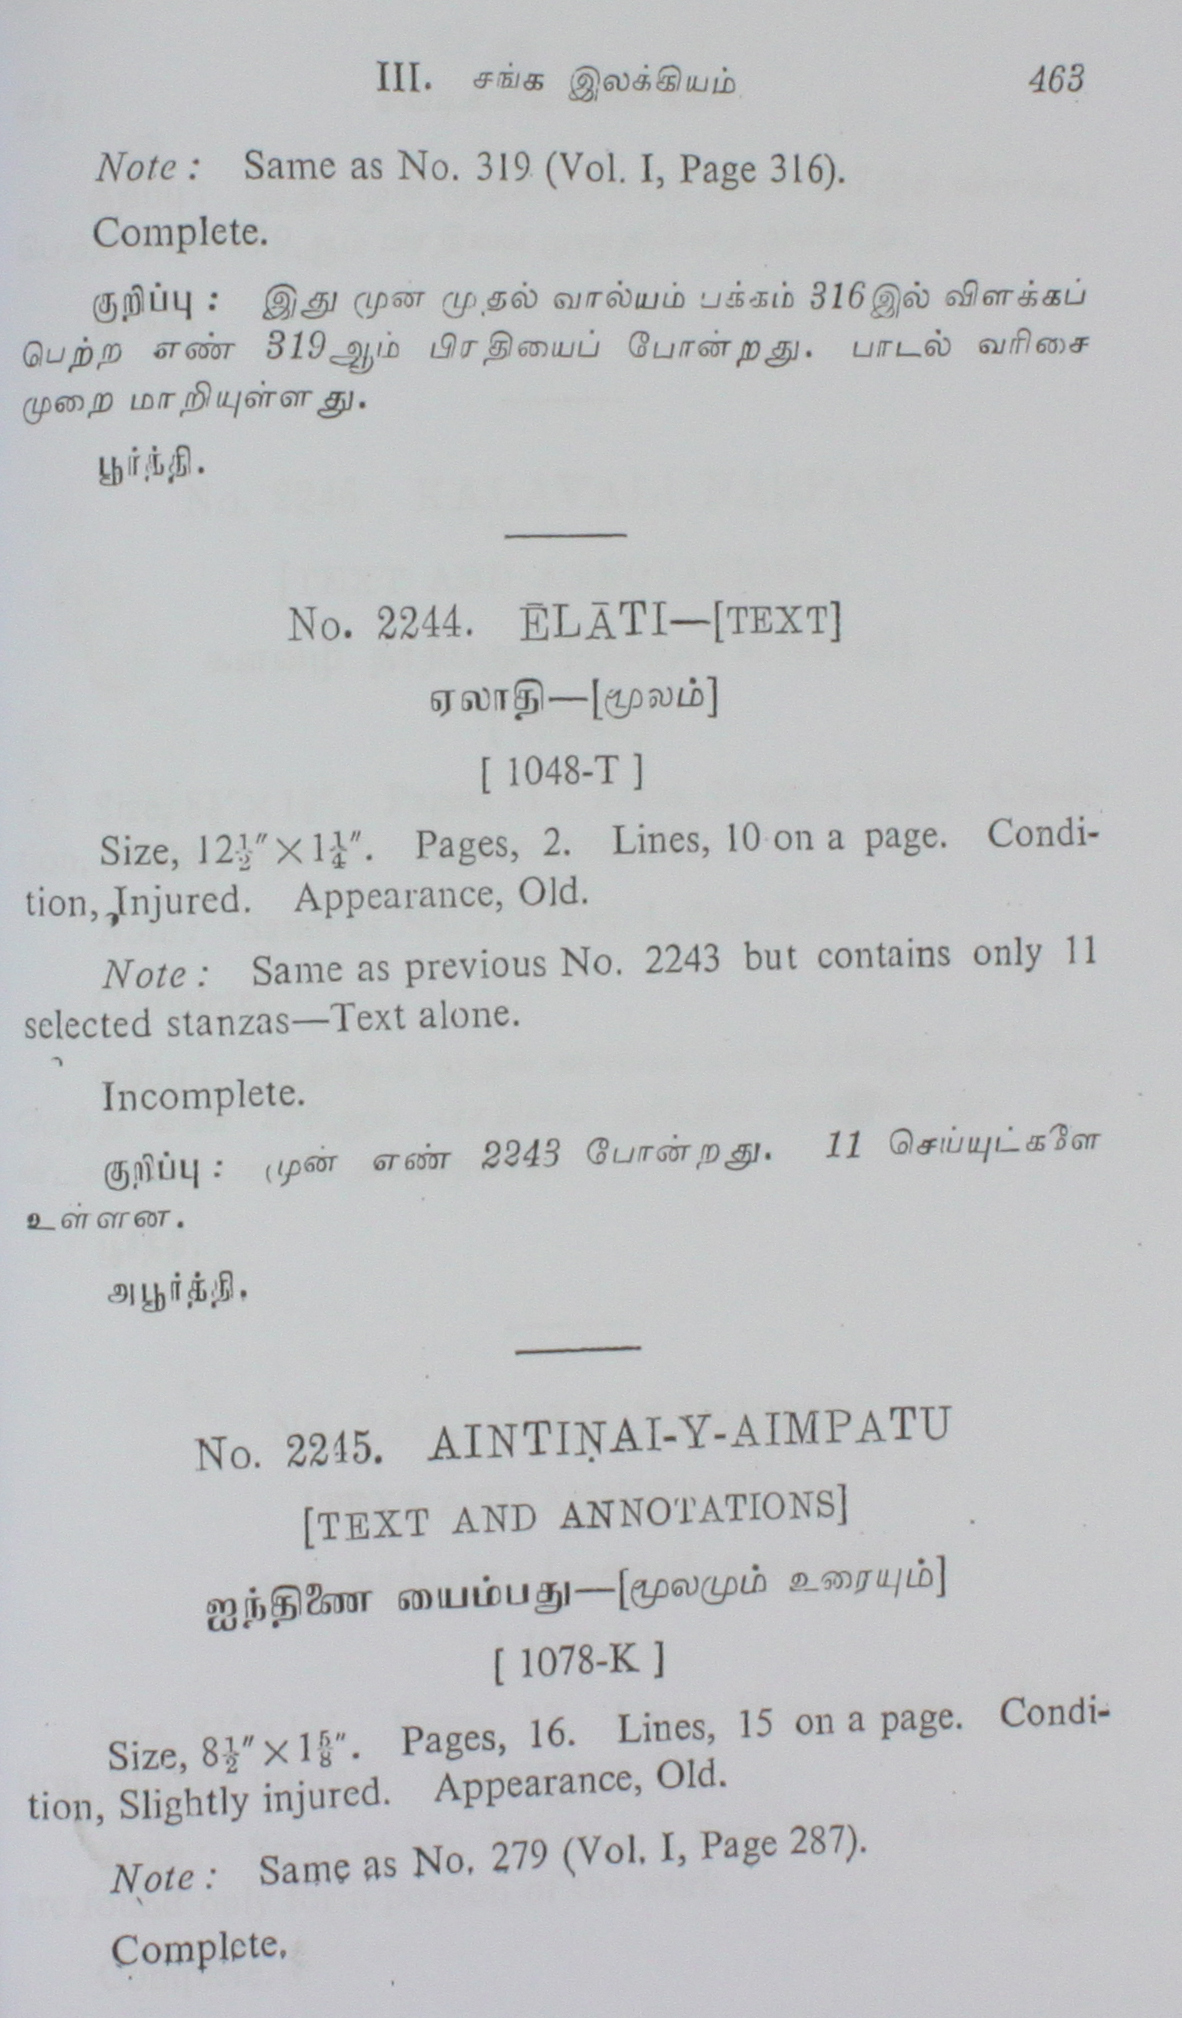 III. சங்க இலக்கியம் 463
Note : Same as No. 319 (Vol. I, Page 316).
Complete.
குறிப்பு : இது முன் முதல் வால்யம் பக்கம் 316இல் விளக்கப்
பெற்ற எண் 319ஆம் பிரதியைப் போன்றது. பாடல் வரிசை
முறை மாறியுள்ளது.
பூர்த்தி.
No. 2244. ĒLĀTI—[TEXT]
ஏலாதி—[மூலம்]
[ 1048-T ]
Size, 12½″×1¼″. Pages, 2. Lines, 10 on a page. Condi-
tion, Injured. Appearance, Old.
Note : Same as previous No. 2243 but contains only 11
selected stanzas—Text alone.
Incomplete.
குறிப்பு : முன் எண் 2243 போன்றது. 11 செய்யுட்களே
உள்ளன.
அபூர்த்தி.
No. 2245. AINTIṆAI-Y-AIMPATU
[TEXT AND ANNOTATIONS]
ஐந்திணை யைம்பது—[மூலமும் உரையும்]
[ 1078-K ]
Size, 8½″×1⅝″. Pages, 16. Lines, 15 on a page. Condi-
tion, Slightly injured. Appearance, Old.
Note : Same as No. 279 (Vol. I, Page 287).
Complete.